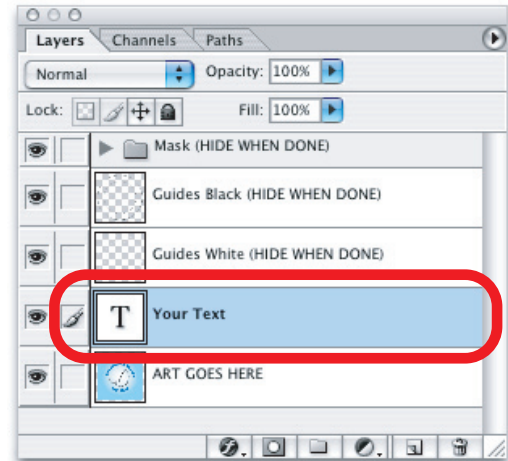 Layers Channels Paths
Normal Opacity: 100%
Lock: Fill: 100%
Mask (HIDE WHEN DONE)
Guides Black (HIDE WHEN DONE)
Guides White (HIDE WHEN DONE)
T Your Text
ART GOES HERE